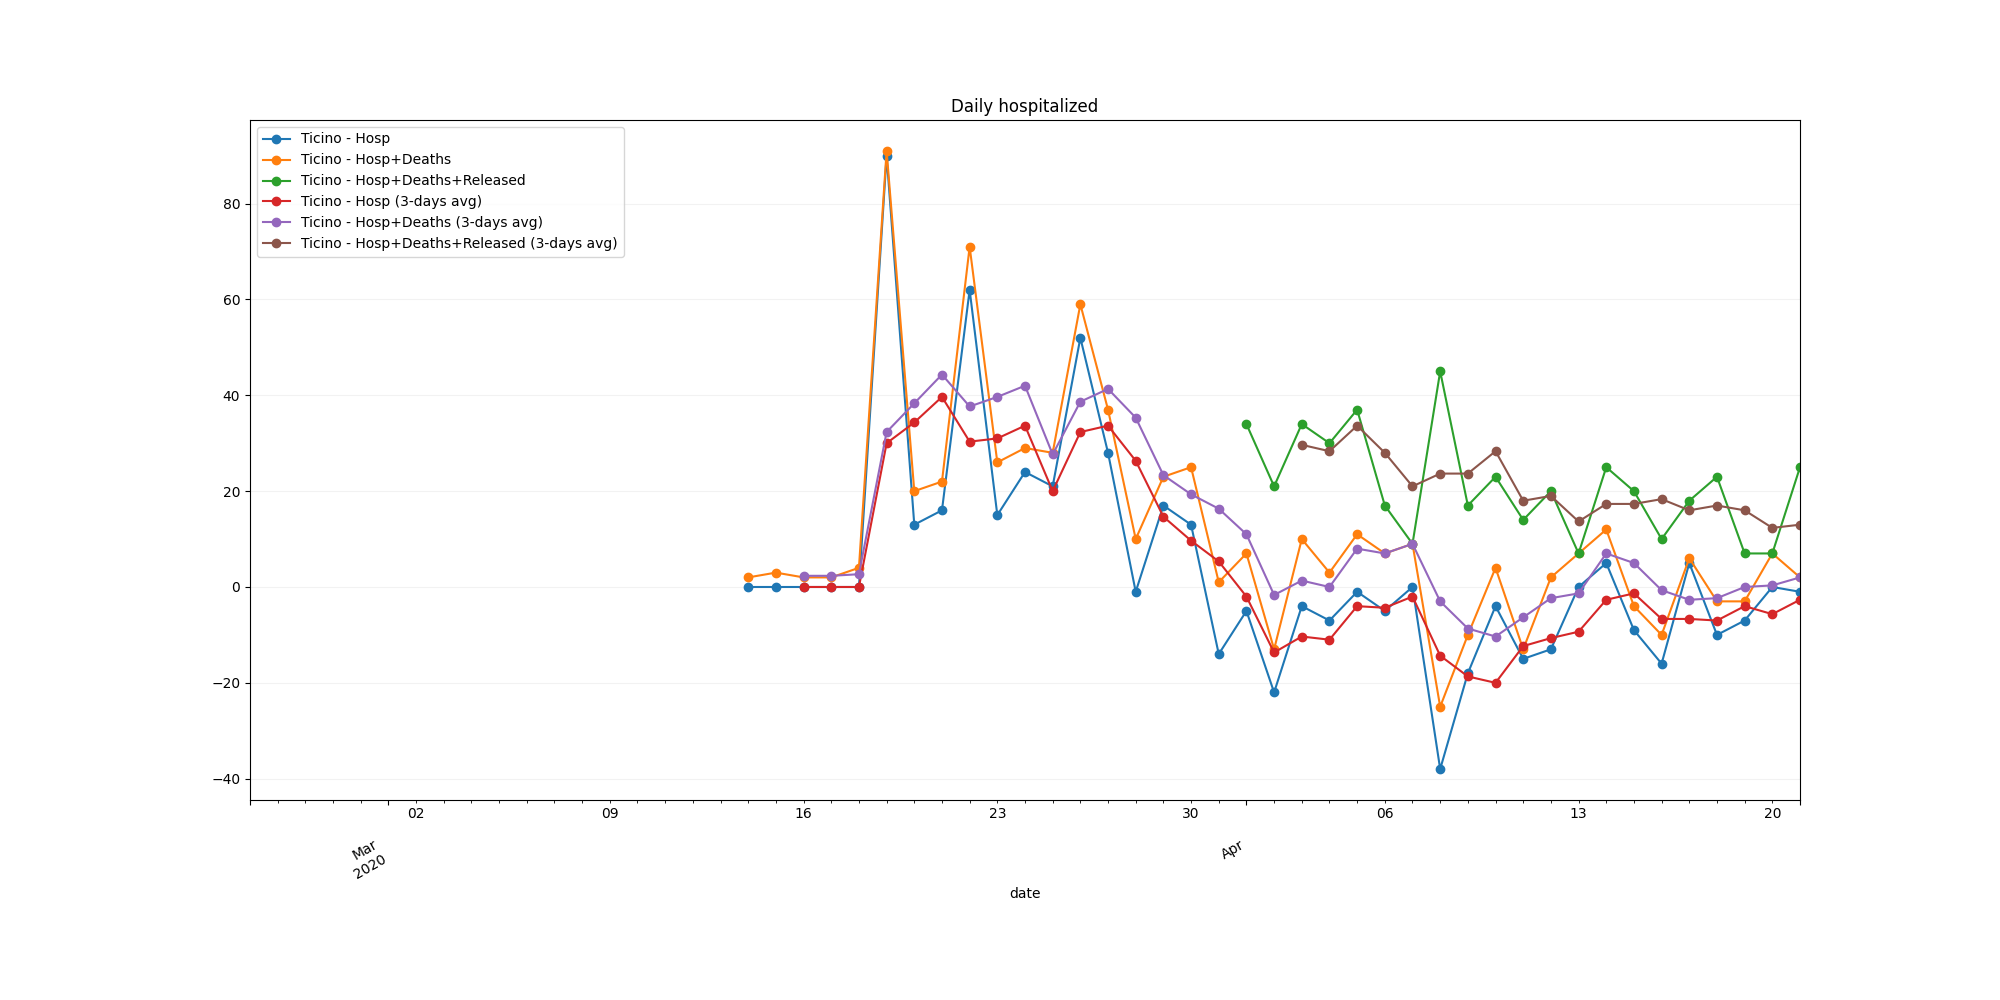 Daily hospitalized
Ticino - Hosp
Ticino - Hosp+Deaths
Ticino - Hosp+Deaths+Released
Ticino - Hosp (3-days avg)
Ticino - Hosp+Deaths (3-days avg)
Ticino - Hosp+Deaths+Released (3-days avg)
80
60
40
20
0
−20
−40
02 09 16 23 30 06 13 20
Mar Apr
2020
date